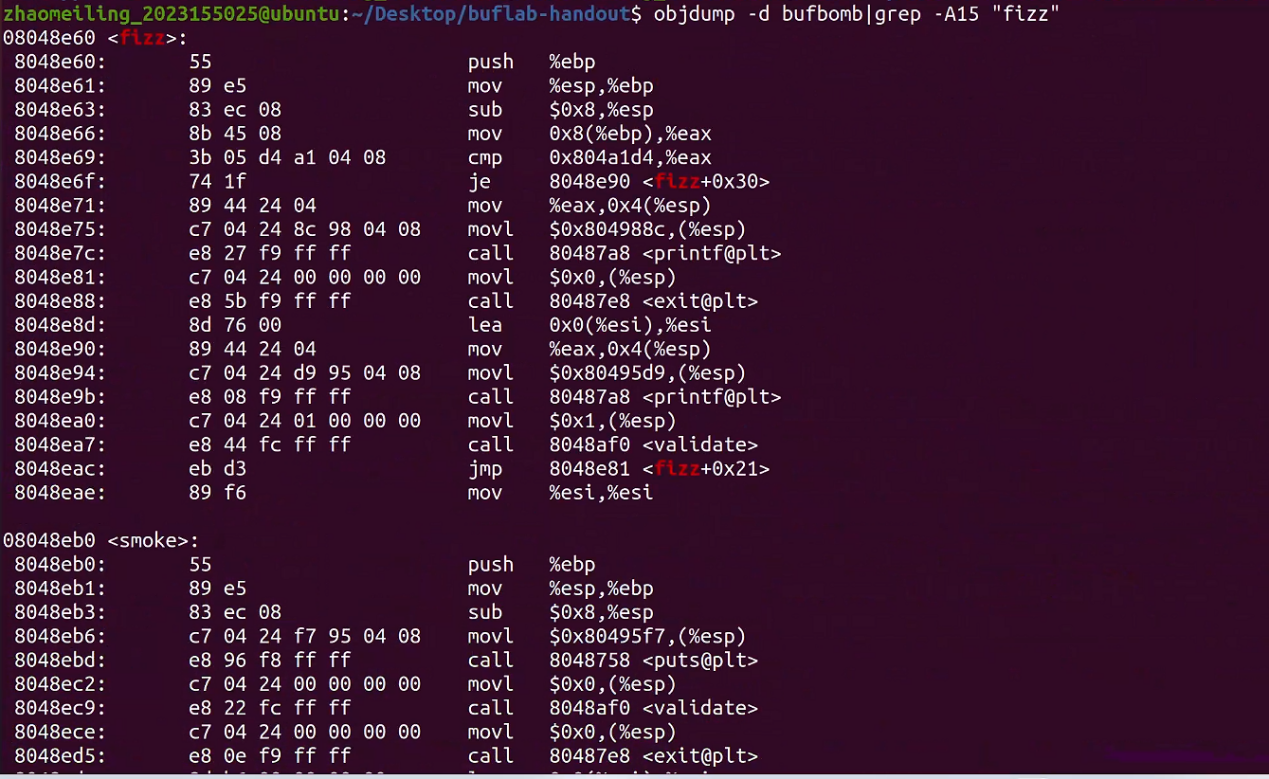 zhaomeiling_2023155025@ubuntu:~/Desktop/buflab-handout$ objdump -d bufbomb|grep -A15 "fizz"
08048e60 <fizz>:
 8048e60:	55	push   %ebp
 8048e61:	89 e5	mov    %esp,%ebp
 8048e63:	83 ec 08	sub    $0x8,%esp
 8048e66:	8b 45 08	mov    0x8(%ebp),%eax
 8048e69:	3b 05 d4 a1 04 08	cmp    0x804a1d4,%eax
 8048e6f:	74 1f	je     8048e90 <fizz+0x30>
 8048e71:	89 44 24 04	mov    %eax,0x4(%esp)
 8048e75:	c7 04 24 8c 98 04 08	movl   $0x804988c,(%esp)
 8048e7c:	e8 27 f9 ff ff	call   80487a8 <printf@plt>
 8048e81:	c7 04 24 00 00 00 00	movl   $0x0,(%esp)
 8048e88:	e8 5b f9 ff ff	call   80487e8 <exit@plt>
 8048e8d:	8d 76 00	lea    0x0(%esi),%esi
 8048e90:	89 44 24 04	mov    %eax,0x4(%esp)
 8048e94:	c7 04 24 d9 95 04 08	movl   $0x80495d9,(%esp)
 8048e9b:	e8 08 f9 ff ff	call   80487a8 <printf@plt>
 8048ea0:	c7 04 24 01 00 00 00	movl   $0x1,(%esp)
 8048ea7:	e8 44 fc ff ff	call   8048af0 <validate>
 8048eac:	eb d3	jmp    8048e81 <fizz+0x21>
 8048eae:	89 f6	mov    %esi,%esi
08048eb0 <smoke>:
 8048eb0:	55	push   %ebp
 8048eb1:	89 e5	mov    %esp,%ebp
 8048eb3:	83 ec 08	sub    $0x8,%esp
 8048eb6:	c7 04 24 f7 95 04 08	movl   $0x80495f7,(%esp)
 8048ebd:	e8 96 f8 ff ff	call   8048758 <puts@plt>
 8048ec2:	c7 04 24 00 00 00 00	movl   $0x0,(%esp)
 8048ec9:	e8 22 fc ff ff	call   8048af0 <validate>
 8048ece:	c7 04 24 00 00 00 00	movl   $0x0,(%esp)
 8048ed5:	e8 0e f9 ff ff	call   80487e8 <exit@plt>